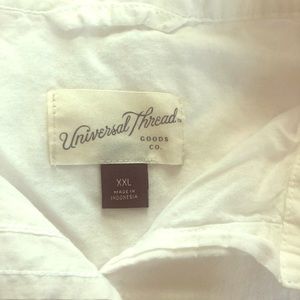 Universal Thread
GOODS
CO.
XXL
MADE IN
INDONESIA